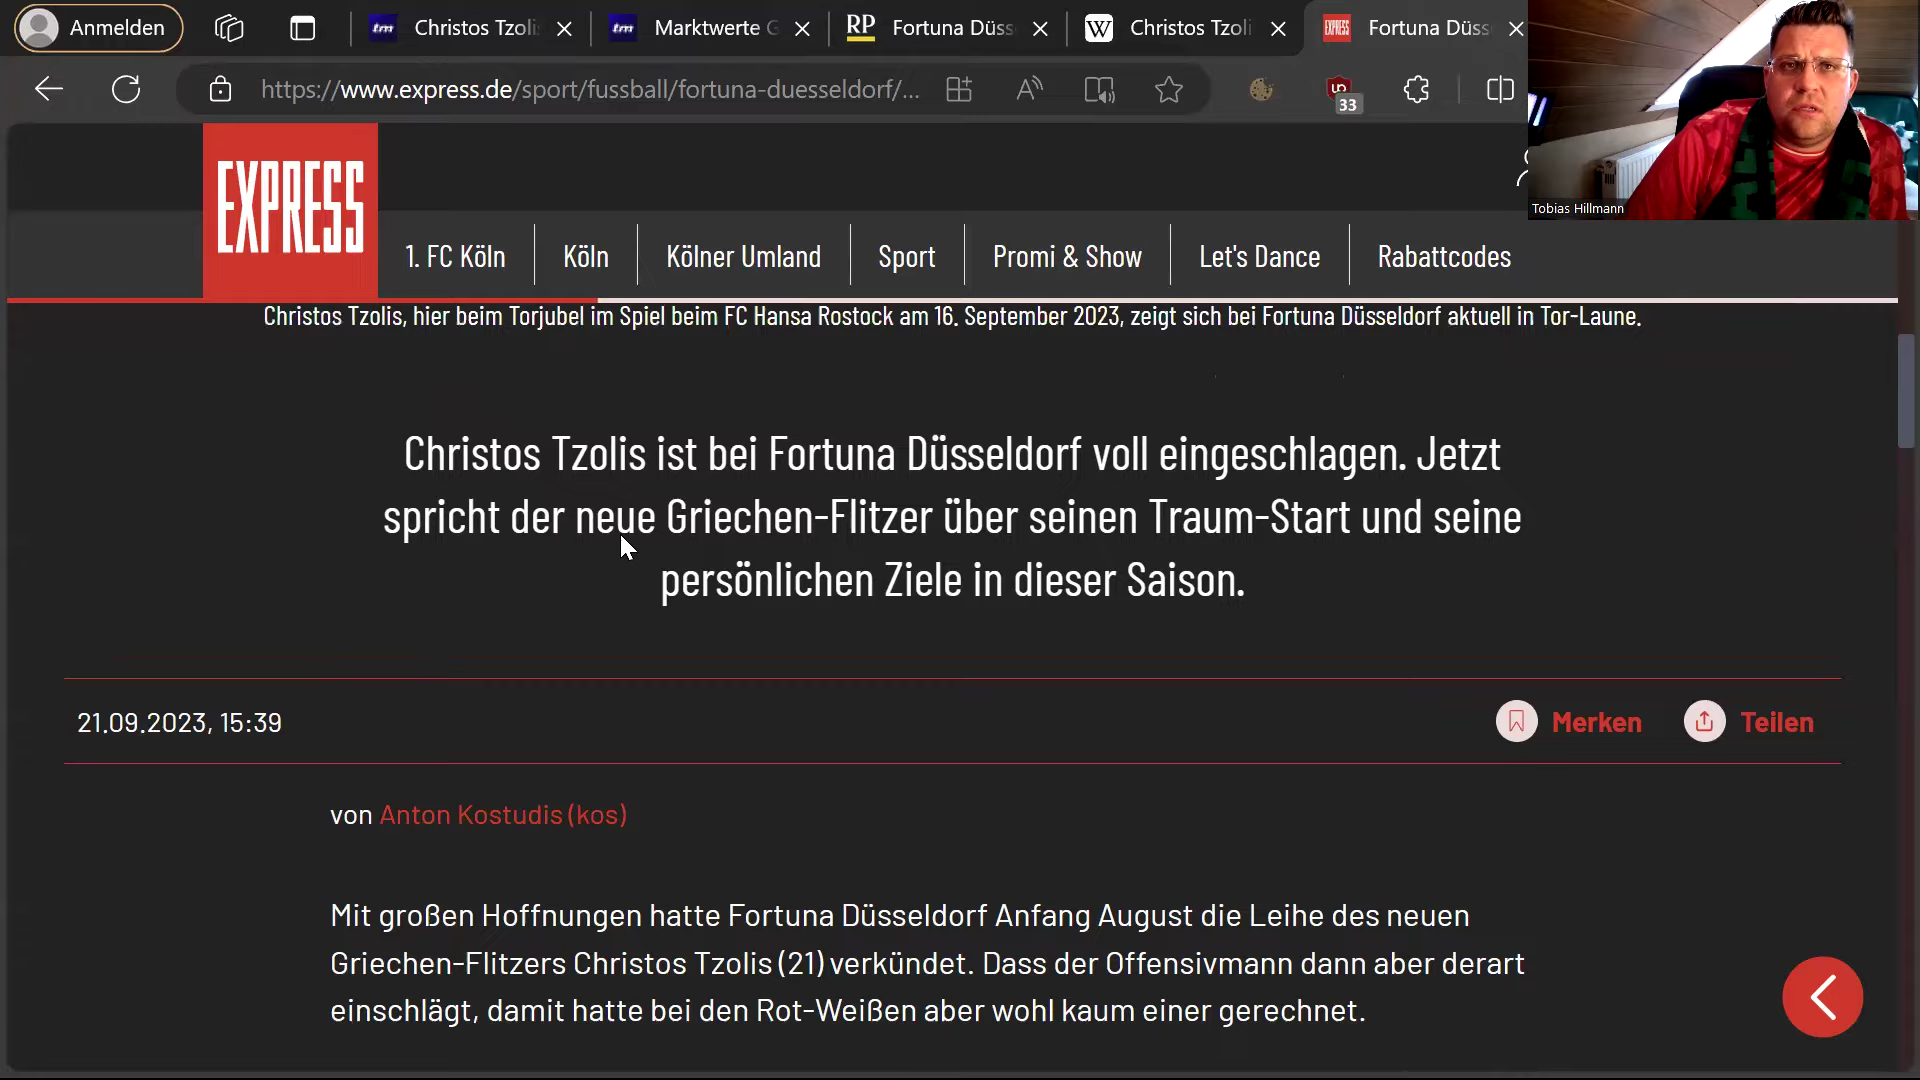 Anmelden
tm Christos Tzoli
tm Marktwerte G
RP Fortuna Düss
W Christos Tzoli
EXPRESS Fortuna Düss
https://www.express.de/sport/fussball/fortuna-duesseldorf/...
33
Tobias Hillmann
EXPRESS
1. FC Köln
Köln
Kölner Umland
Sport
Promi & Show
Let's Dance
Rabattcodes
Christos Tzolis, hier beim Torjubel im Spiel beim FC Hansa Rostock am 16. September 2023, zeigt sich bei Fortuna Düsseldorf aktuell in Tor-Laune.
Christos Tzolis ist bei Fortuna Düsseldorf voll eingeschlagen. Jetzt
spricht der neue Griechen-Flitzer über seinen Traum-Start und seine
persönlichen Ziele in dieser Saison.
21.09.2023, 15:39
Merken
Teilen
von Anton Kostudis (kos)
Mit großen Hoffnungen hatte Fortuna Düsseldorf Anfang August die Leihe des neuen
Griechen-Flitzers Christos Tzolis (21) verkündet. Dass der Offensivmann dann aber derart
einschlägt, damit hatte bei den Rot-Weißen aber wohl kaum einer gerechnet.